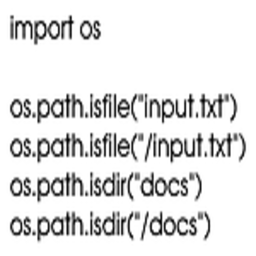 import os
os.path.isfile("input.txt")
os.path.isfile("/input.txt")
os.path.isdir("docs")
os.path.isdir("/docs")